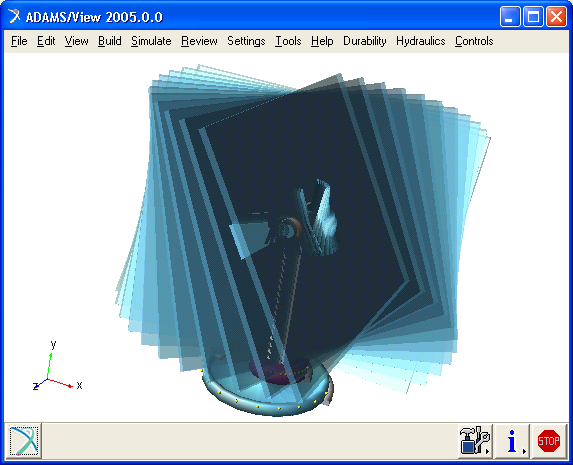 ADAMS/View 2005.0.0
File Edit View Build Simulate Review Settings Tools Help Durability Hydraulics Controls
y
z x
i STOP